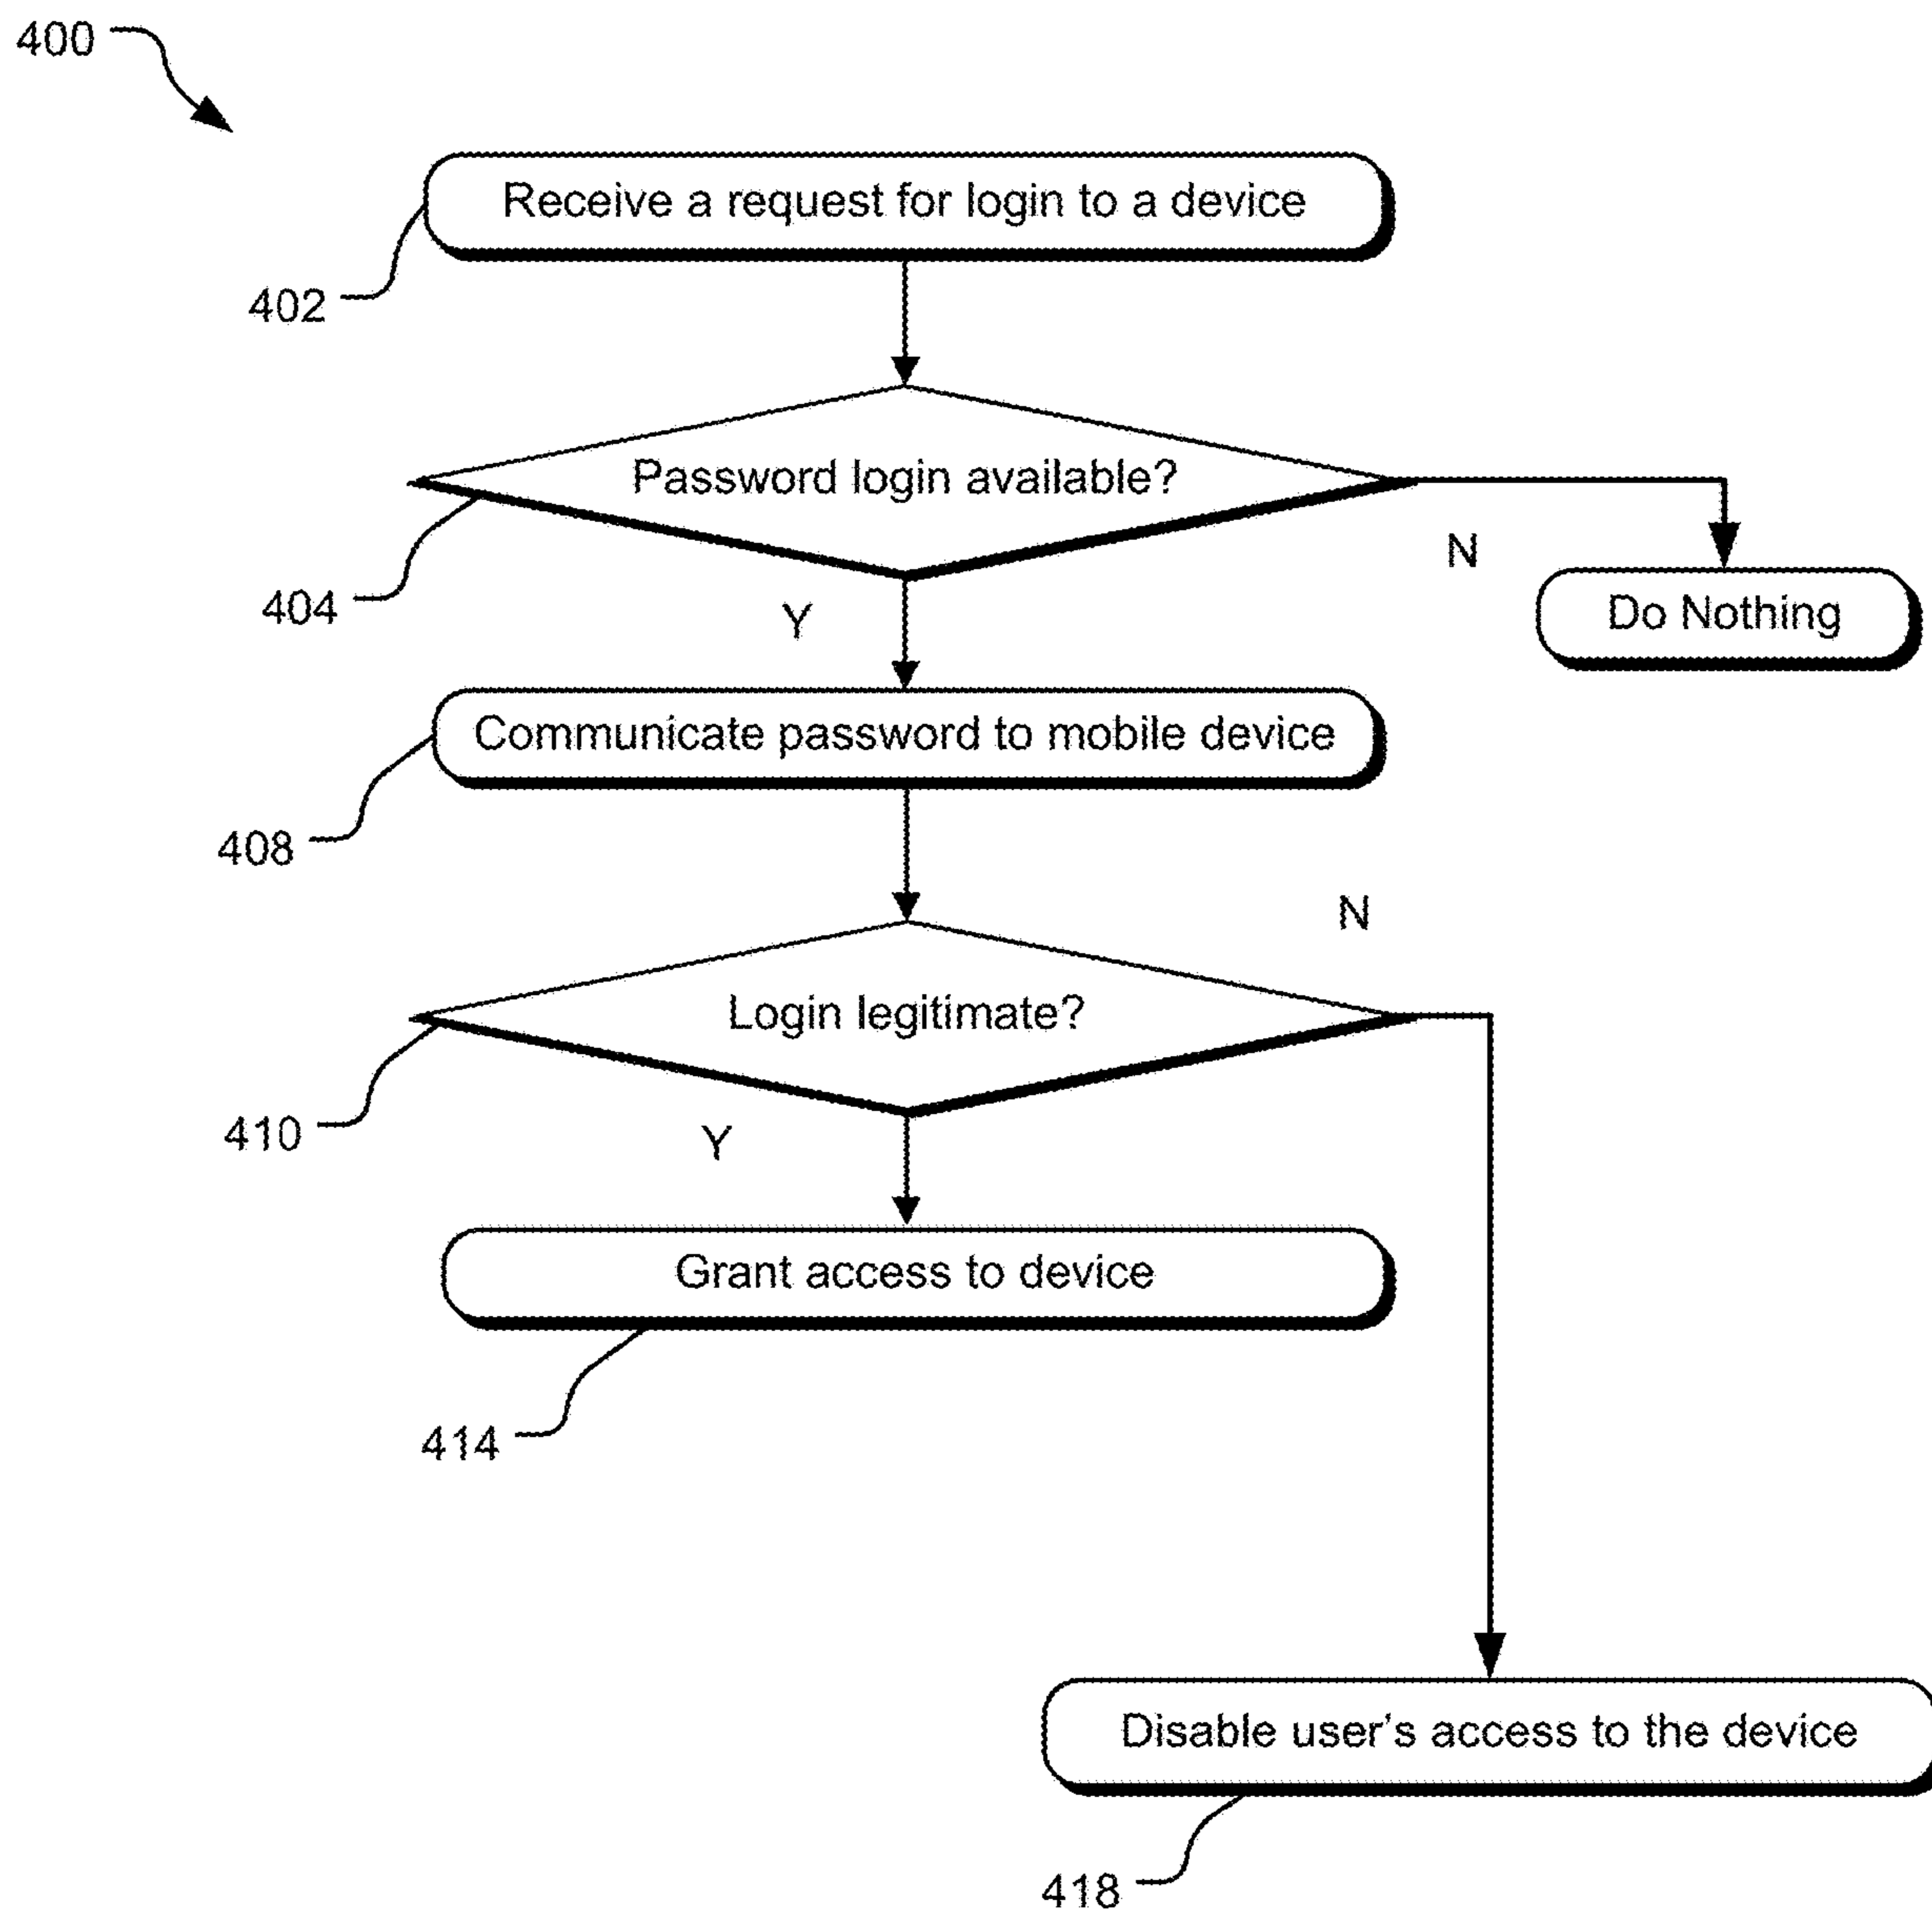 400
Receive a request for login to a device
402
Password login available?
N
404
Y
Do Nothing
Communicate password to mobile device
408
N
Login legitimate?
410
Y
Grant access to device
414
Disable user's access to the device
418